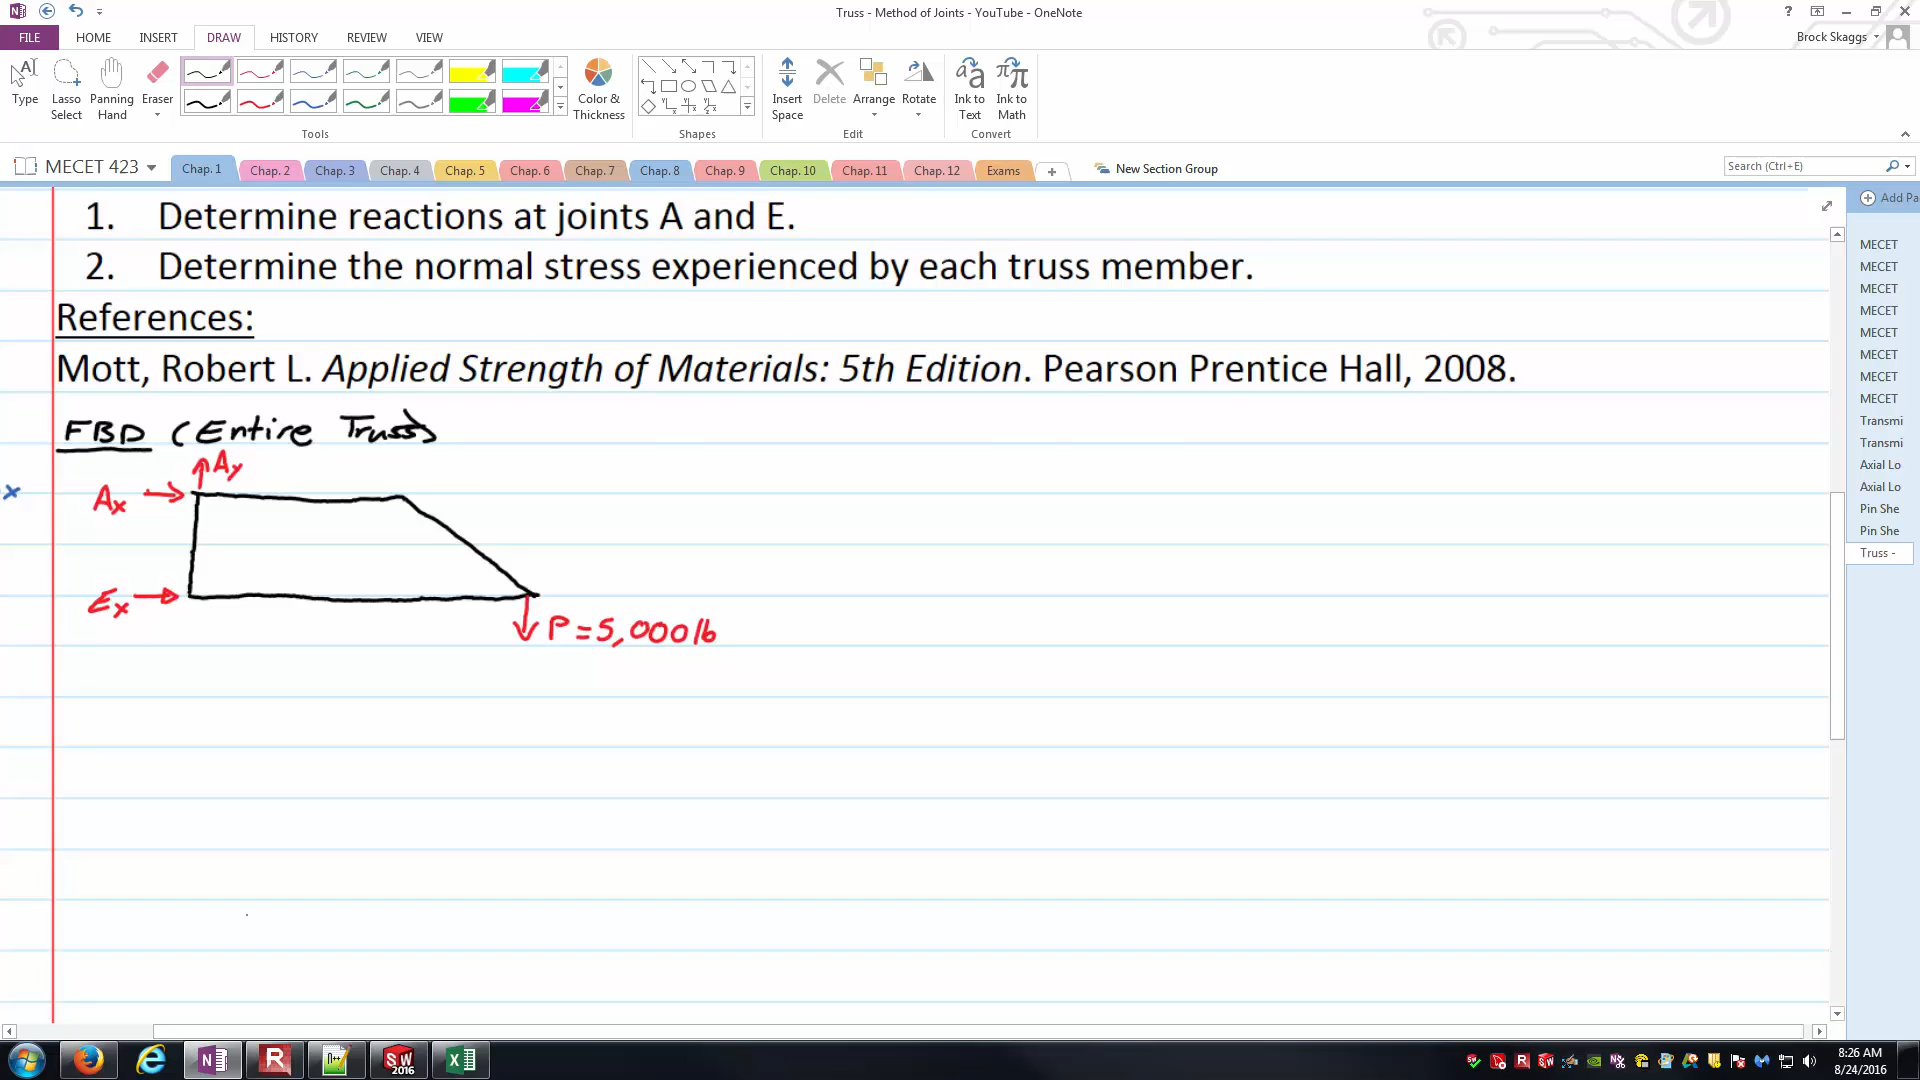 Truss - Method of Joints - YouTube - OneNote
?
FILE HOME INSERT DRAW HISTORY REVIEW VIEW
Brock Skaggs
Type
Lasso Select
Panning Hand
Eraser
Color & Thickness
Insert Space
Delete
Arrange
Rotate
Ink to Text
Ink to Math
Tools Shapes Edit Convert
MECET 423
Chap. 1 Chap. 2 Chap. 3 Chap. 4 Chap. 5 Chap. 6 Chap. 7 Chap. 8 Chap. 9 Chap. 10 Chap. 11 Chap. 12 Exams
New Section Group
Search (Ctrl+E)
Add Pa
1. Determine reactions at joints A and E.
2. Determine the normal stress experienced by each truss member.
References:
Mott, Robert L. Applied Strength of Materials: 5th Edition. Pearson Prentice Hall, 2008.
FBD (Entire Truss)
Ay
x
Ax
Ex
P = 5,000 lb
MECET
MECET
MECET
MECET
MECET
MECET
MECET
MECET
Transmi
Transmi
Axial Lo
Axial Lo
Pin She
Pin She
Truss -
SW 2016
8:26 AM
8/24/2016